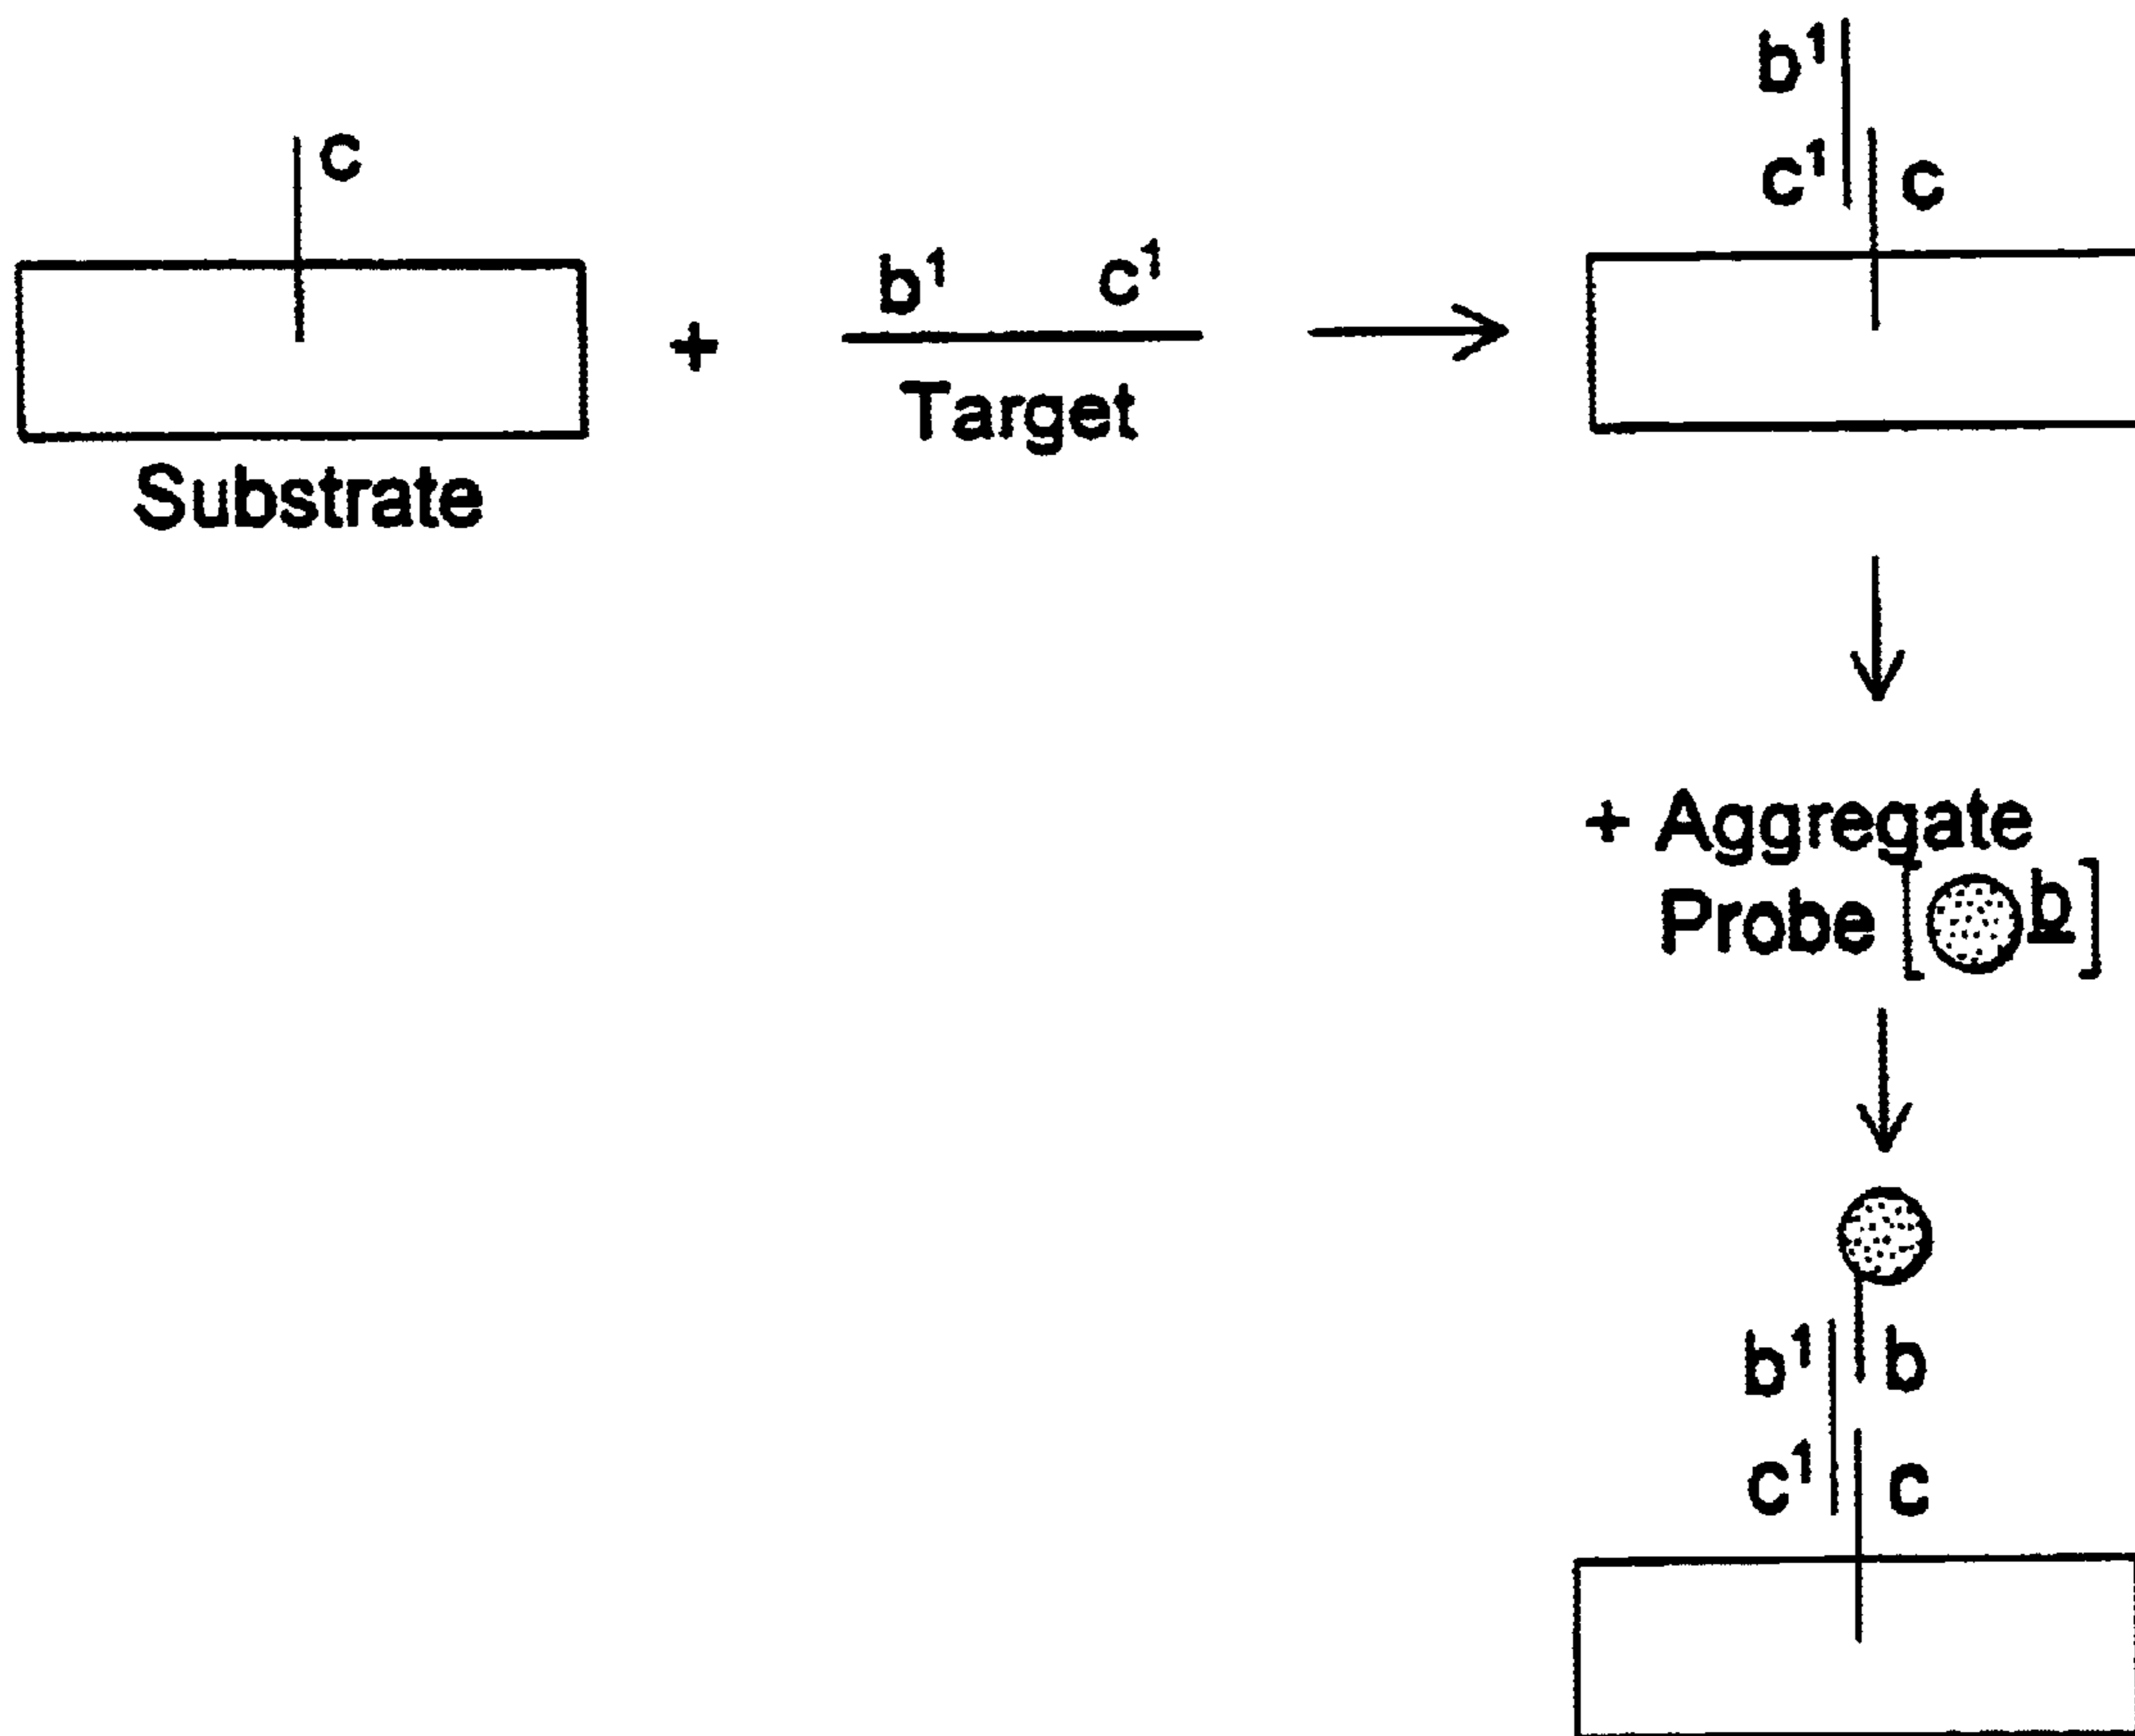 c
Substrate
+
b¹ c¹
Target
b¹
c¹ c
+ Aggregate
Probe [ b]
b¹ b
c¹ c